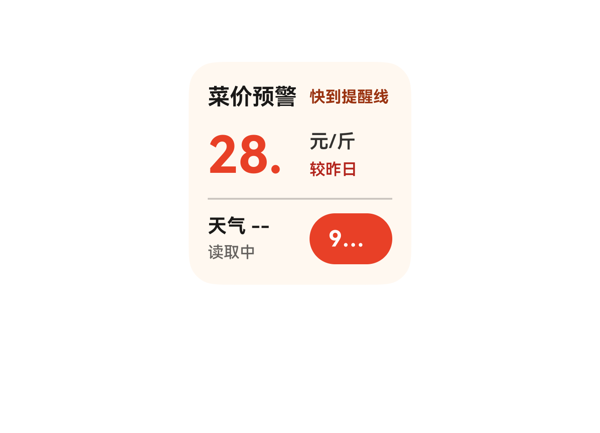 菜价预警 快到提醒线
28. 元/斤
较昨日
天气 --
读取中
9...